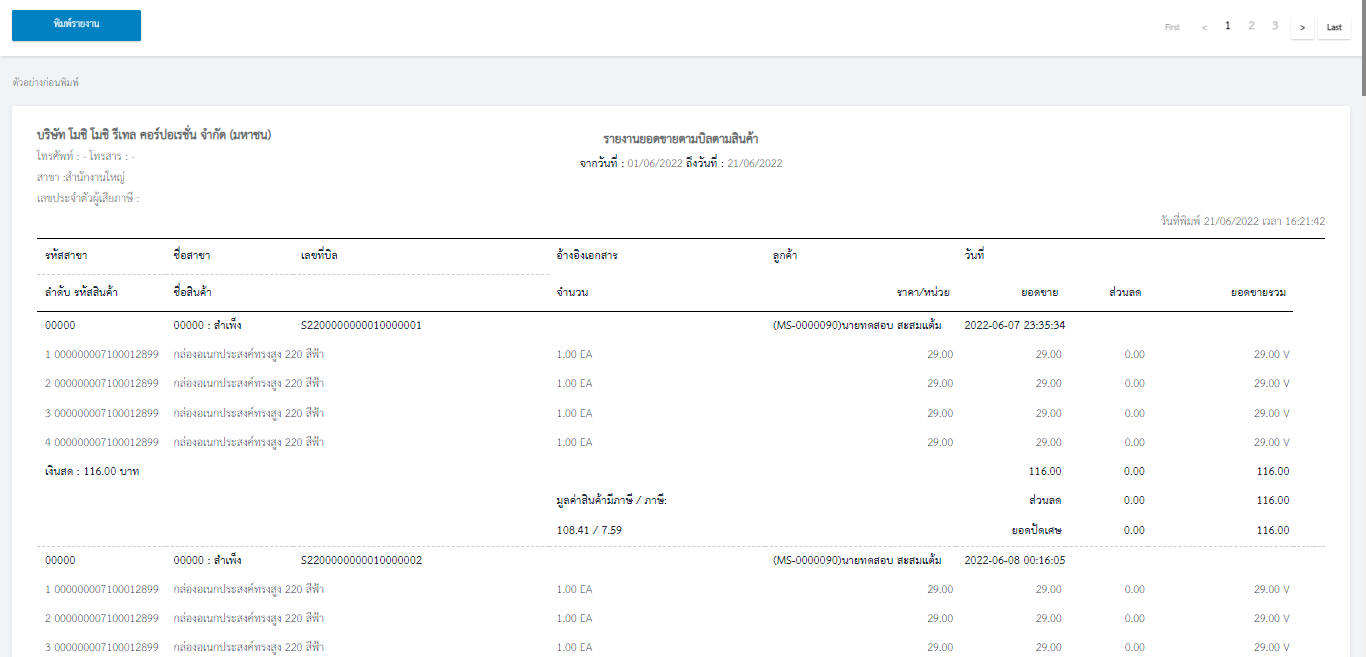 พิมพ์รายงาน
First < 1 2 3 > Last
ตัวอย่างก่อนพิมพ์
บริษัท โมชิ โมชิ รีเทล คอร์ปอเรชั่น จำกัด (มหาชน)
รายงานยอดขายตามบิลตามสินค้า
โทรศัพท์ : - โทรสาร : -
จากวันที่ : 01/06/2022 ถึงวันที่ : 21/06/2022
สาขา :สำนักงานใหญ่
เลขประจำตัวผู้เสียภาษี :
วันที่พิมพ์ 21/06/2022 เวลา 16:21:42
รหัสสาขา ชื่อสาขา เลขที่บิล อ้างอิงเอกสาร ลูกค้า วันที่
ลำดับ รหัสสินค้า ชื่อสินค้า จำนวน ราคา/หน่วย ยอดขาย ส่วนลด ยอดขายรวม
00000 00000 : สำเพ็ง S2200000000010000001 (MS-0000090)นายทดสอบ สะสมแต้ม 2022-06-07 23:35:34
1 000000007100012899 กล่องอเนกประสงค์ทรงสูง 220 สีฟ้า 1.00 EA 29.00 29.00 0.00 29.00 V
2 000000007100012899 กล่องอเนกประสงค์ทรงสูง 220 สีฟ้า 1.00 EA 29.00 29.00 0.00 29.00 V
3 000000007100012899 กล่องอเนกประสงค์ทรงสูง 220 สีฟ้า 1.00 EA 29.00 29.00 0.00 29.00 V
4 000000007100012899 กล่องอเนกประสงค์ทรงสูง 220 สีฟ้า 1.00 EA 29.00 29.00 0.00 29.00 V
เงินสด : 116.00 บาท 116.00 0.00 116.00
มูลค่าสินค้ามีภาษี / ภาษี: ส่วนลด 0.00 116.00
108.41 / 7.59 ยอดปัดเศษ 0.00 116.00
00000 00000 : สำเพ็ง S2200000000010000002 (MS-0000090)นายทดสอบ สะสมแต้ม 2022-06-08 00:16:05
1 000000007100012899 กล่องอเนกประสงค์ทรงสูง 220 สีฟ้า 1.00 EA 29.00 29.00 0.00 29.00 V
2 000000007100012899 กล่องอเนกประสงค์ทรงสูง 220 สีฟ้า 1.00 EA 29.00 29.00 0.00 29.00 V
3 000000007100012899 กล่องอเนกประสงค์ทรงสูง 220 สีฟ้า 1.00 EA 29.00 29.00 0.00 29.00 V